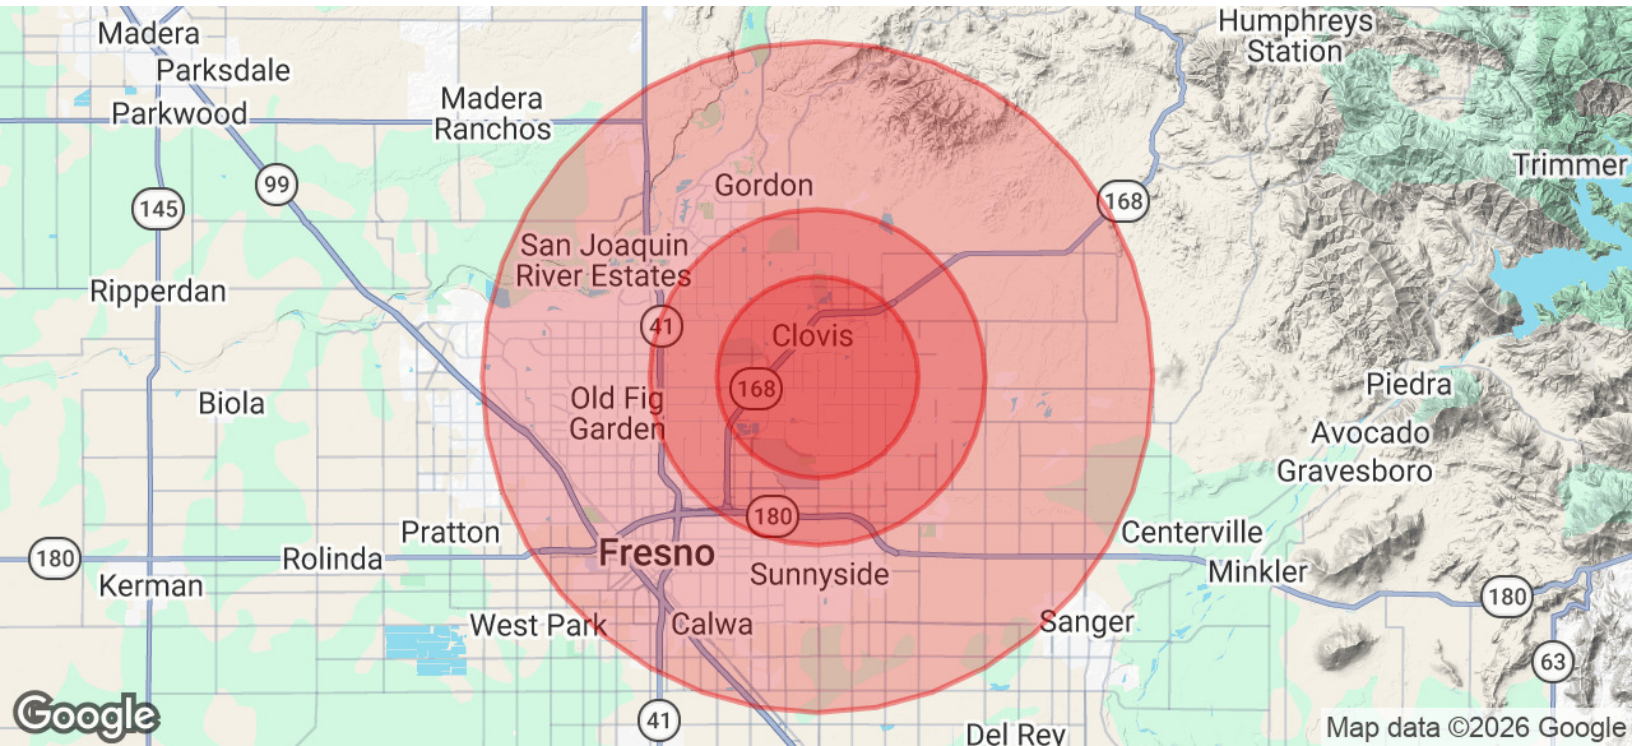 Madera
Humphreys
Station
Parksdale
Madera
Ranchos
Parkwood
Trimmer
99
Gordon
168
145
San Joaquin
River Estates
Ripperdan
41
Clovis
168
Piedra
Old Fig
Garden
Biola
Avocado
Gravesboro
180
Pratton
Centerville
180
Rolinda
Fresno
Kerman
Sunnyside
Minkler
180
West Park
Calwa
Sanger
63
Google
41
Del Rey
Map data ©2026 Google